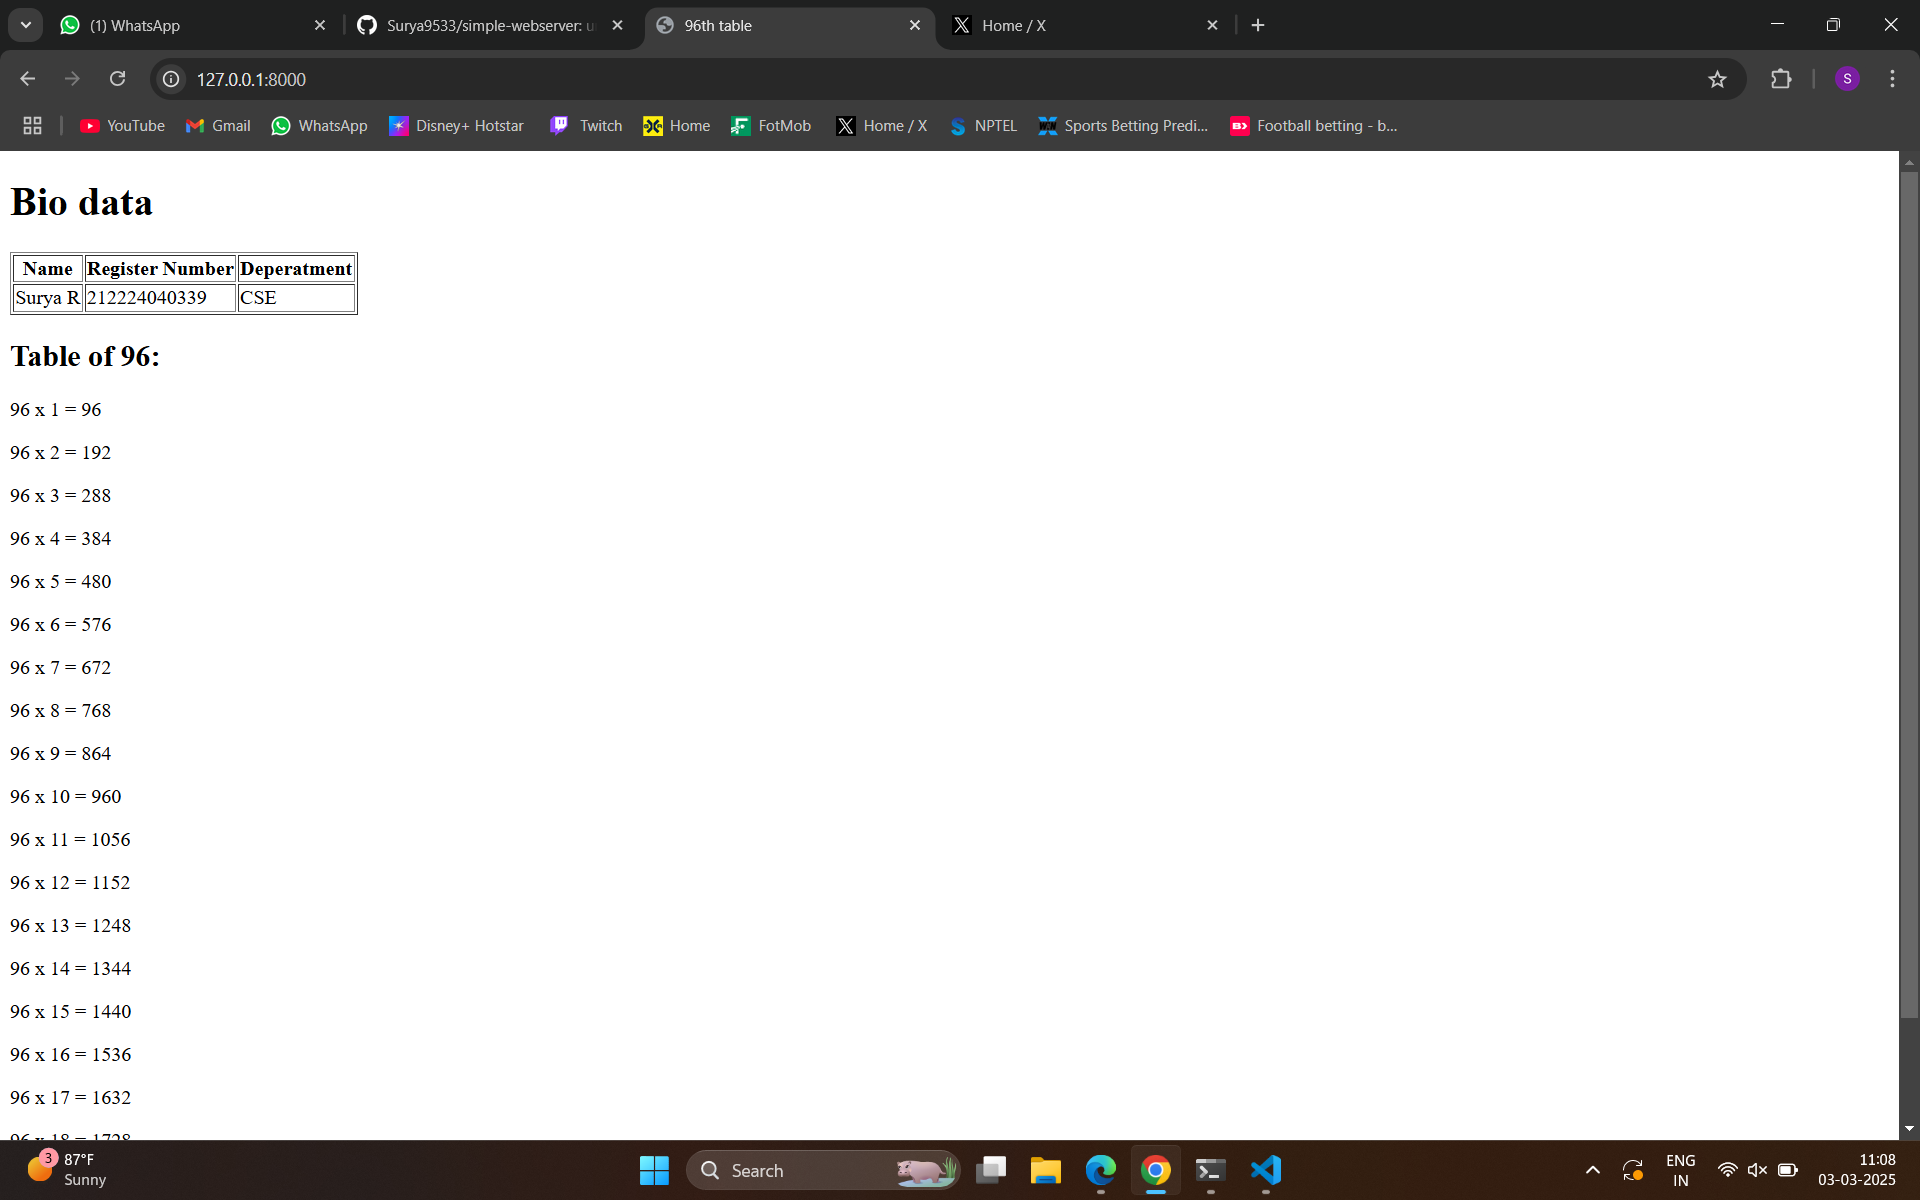 (1) WhatsApp
Surya9533/simple-webserver: u
96th table
Home / X
127.0.0.1:8000
S
YouTube
Gmail
WhatsApp
Disney+ Hotstar
Twitch
Home
FotMob
Home / X
NPTEL
Sports Betting Predi...
Football betting - b...
Bio data
Name Register Number Deperatment
Surya R 212224040339 CSE
Table of 96:
96 x 1 = 96
96 x 2 = 192
96 x 3 = 288
96 x 4 = 384
96 x 5 = 480
96 x 6 = 576
96 x 7 = 672
96 x 8 = 768
96 x 9 = 864
96 x 10 = 960
96 x 11 = 1056
96 x 12 = 1152
96 x 13 = 1248
96 x 14 = 1344
96 x 15 = 1440
96 x 16 = 1536
96 x 17 = 1632
96 x 18 = 1728
3
87°F
Sunny
Search
ENG
IN
11:08
03-03-2025